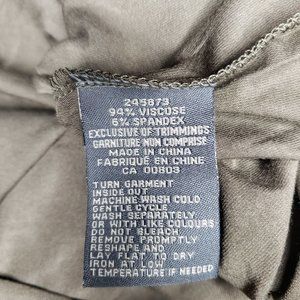 245873
94% VISCOSE
6% SPANDEX
EXCLUSIVE OF TRIMMINGS
GARNITURE NON COMPRISE
MADE IN CHINA
FABRIQUÉ EN CHINE
CA 00803
TURN GARMENT
INSIDE OUT
MACHINE WASH COLD
GENTLE CYCLE
WASH SEPARATELY
OR WITH LIKE COLOURS
DO NOT BLEACH
REMOVE PROMPTLY
RESHAPE AND
LAY FLAT TO DRY
IRON AT LOW
TEMPERATURE IF NEEDED